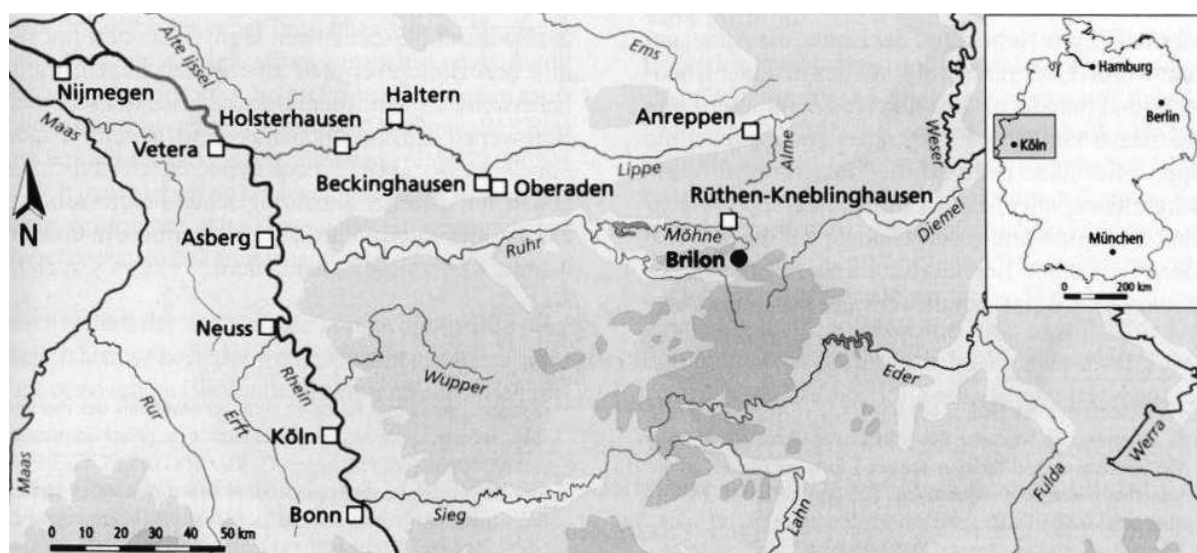 Alte Ijssel
Ems
Hamburg
Nijmegen
Haltern
Berlin
Maas
Holsterhausen
Anreppen
Alme
Weser
Köln
Vetera
Lippe
Beckinghausen
Oberaden
Rüthen-Kneblinghausen
N
Asberg
Ruhr
Möhne
Diemel
München
Brilon
0 200 km
Neuss
Rhein
Wupper
Eder
Rur
Erft
Köln
Werra
Maas
Bonn
Sieg
Lahn
Fulda
0 10 20 30 40 50 km